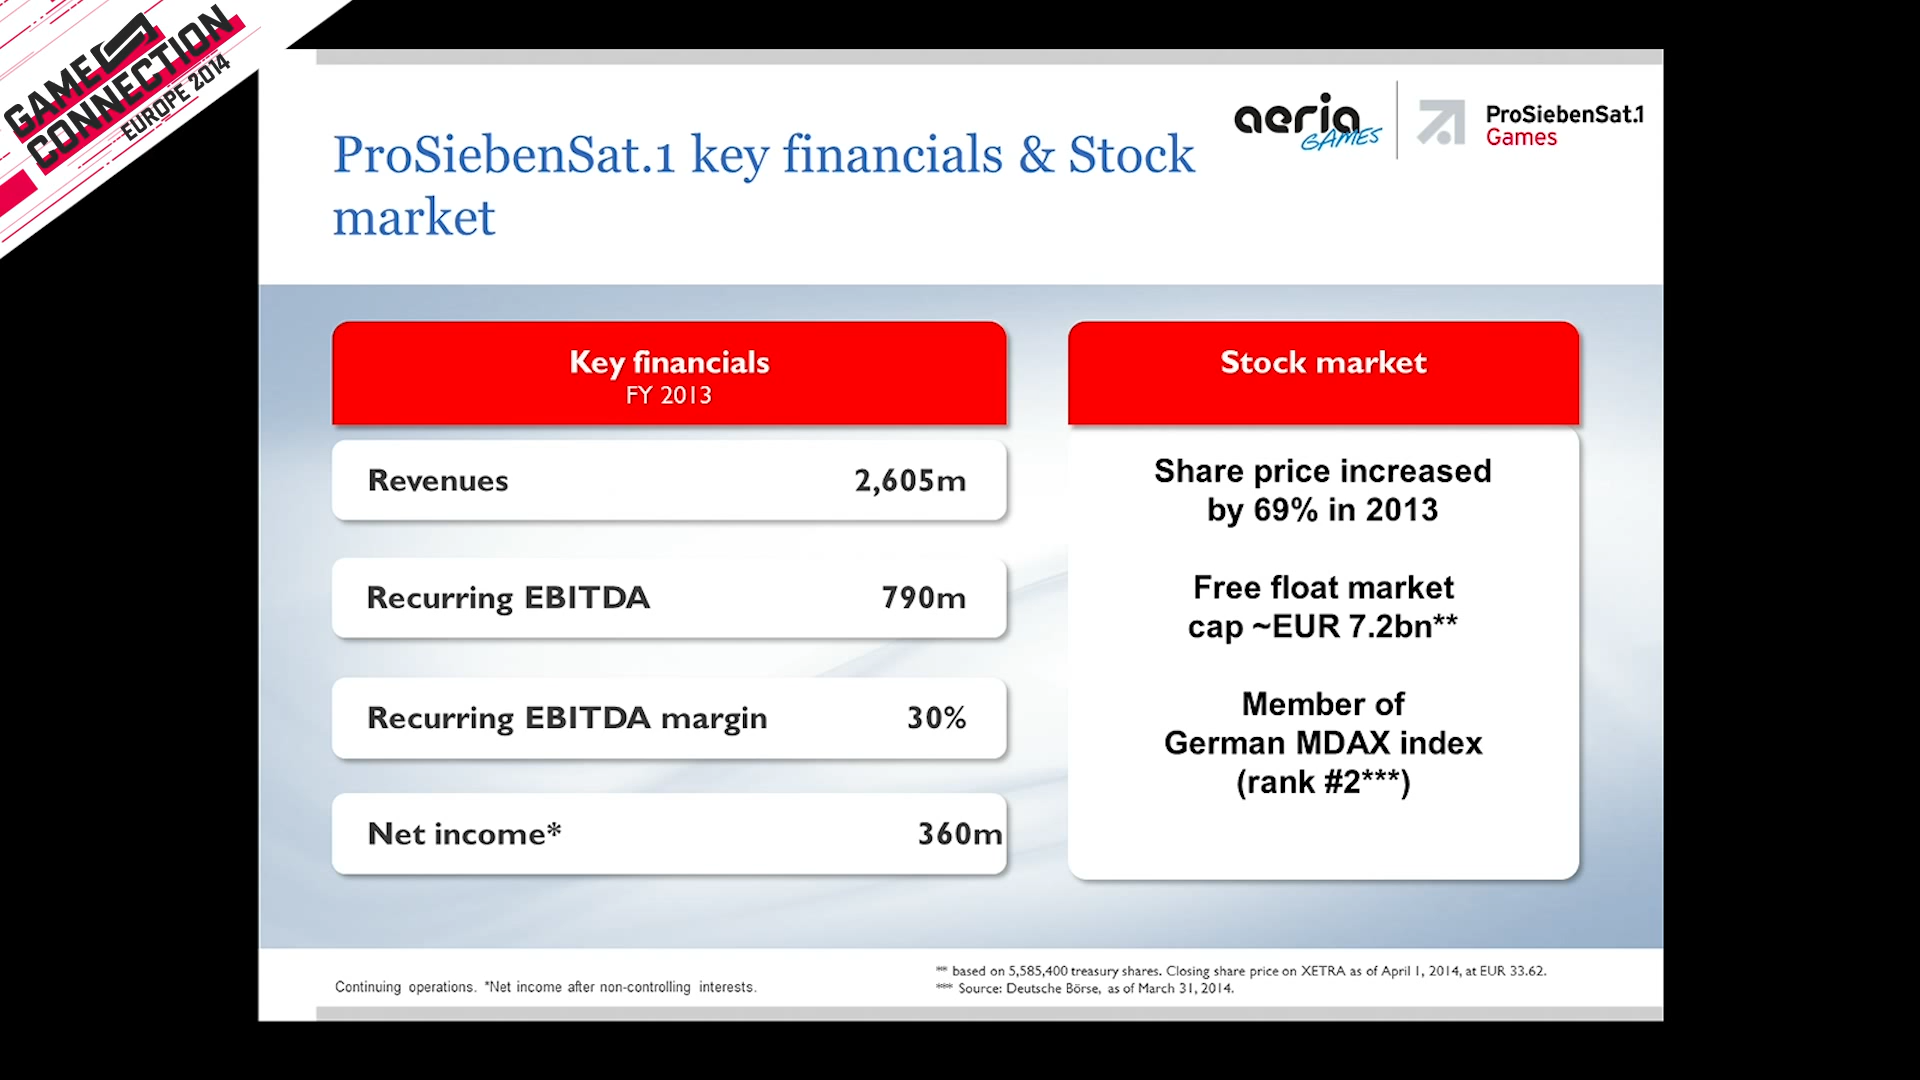 GAME
CONNECTION
EUROPE 2014
aeria
GAMES
ProSiebenSat.1
Games
ProSiebenSat.1 key financials & Stock
market
Key financials
FY 2013
Revenues 2,605m
Recurring EBITDA 790m
Recurring EBITDA margin 30%
Net income* 360m
Stock market
Share price increased
by 69% in 2013
Free float market
cap ~EUR 7.2bn**
Member of
German MDAX index
(rank #2***)
Continuing operations. *Net income after non-controlling interests.
** based on 5,585,400 treasury shares. Closing share price on XETRA as of April 1, 2014, at EUR 33.62.
*** Source: Deutsche Börse, as of March 31, 2014.